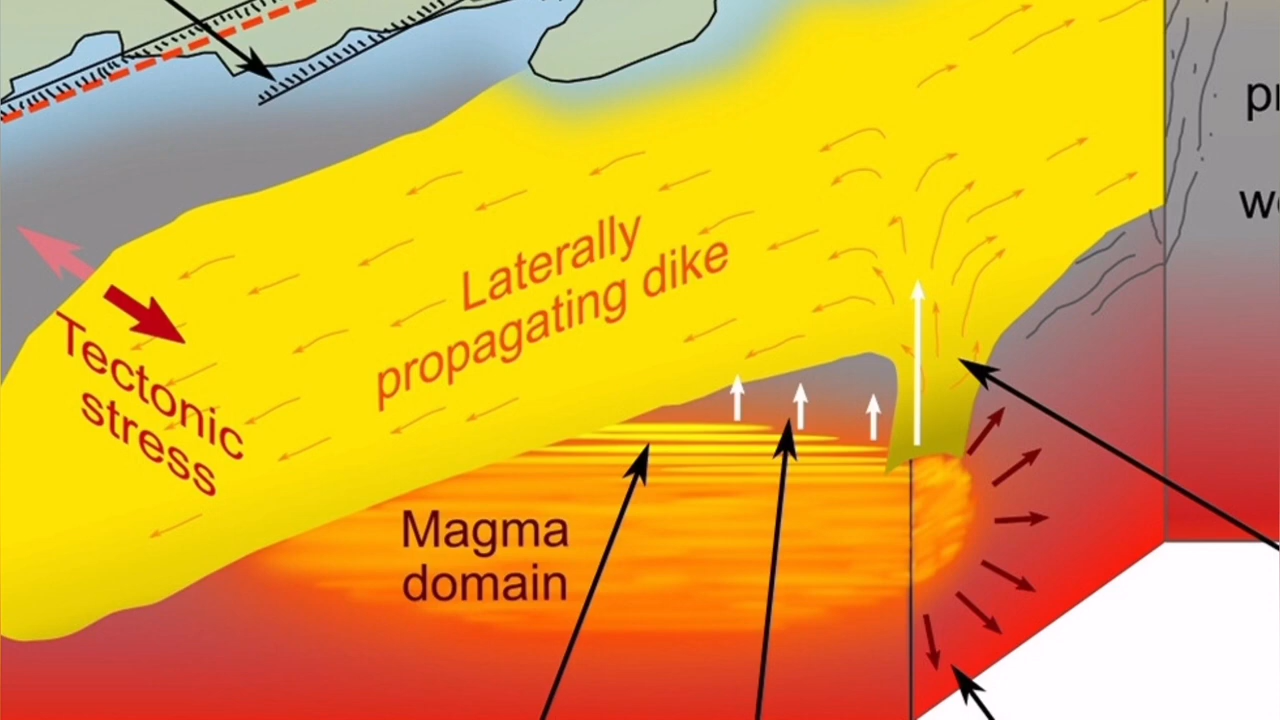 Laterally
propagating dike
Tectonic
stress
Magma
domain